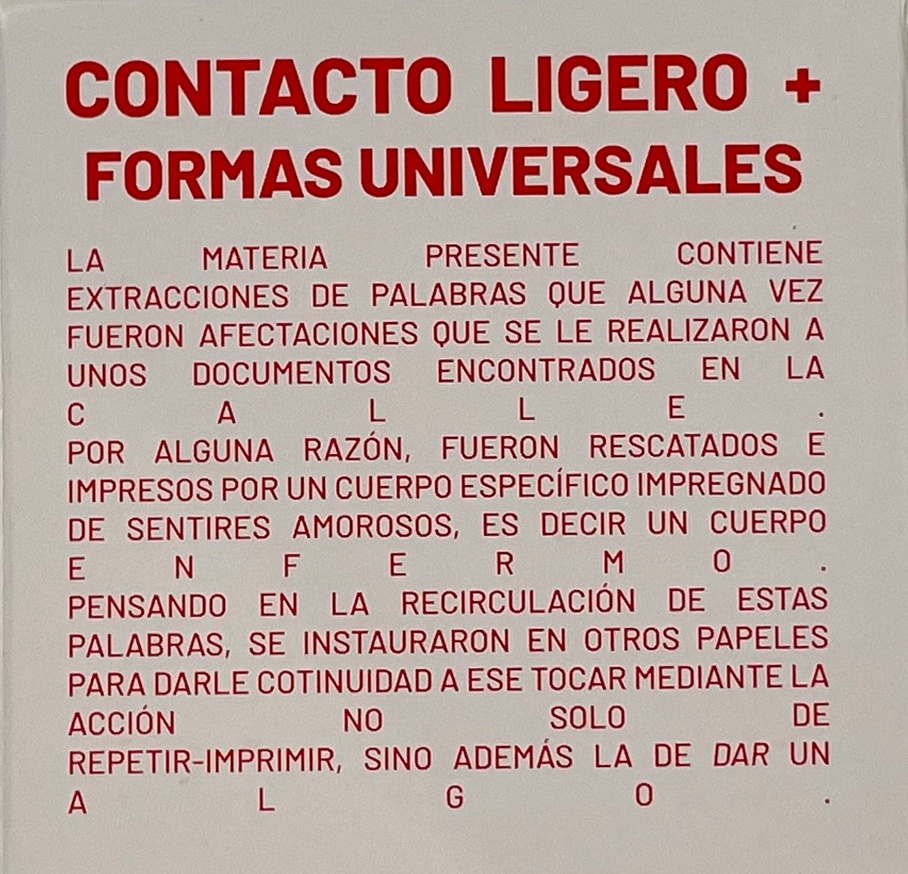 CONTACTO LIGERO +
FORMAS UNIVERSALES
LA MATERIA PRESENTE CONTIENE
EXTRACCIONES DE PALABRAS QUE ALGUNA VEZ
FUERON AFECTACIONES QUE SE LE REALIZARON A
UNOS DOCUMENTOS ENCONTRADOS EN LA
C A L L E .
POR ALGUNA RAZÓN, FUERON RESCATADOS E
IMPRESOS POR UN CUERPO ESPECÍFICO IMPREGNADO
DE SENTIRES AMOROSOS, ES DECIR UN CUERPO
E N F E R M O .
PENSANDO EN LA RECIRCULACIÓN DE ESTAS
PALABRAS, SE INSTAURARON EN OTROS PAPELES
PARA DARLE COTINUIDAD A ESE TOCAR MEDIANTE LA
ACCIÓN NO SOLO DE
REPETIR-IMPRIMIR, SINO ADEMÁS LA DE DAR UN
A L G O .